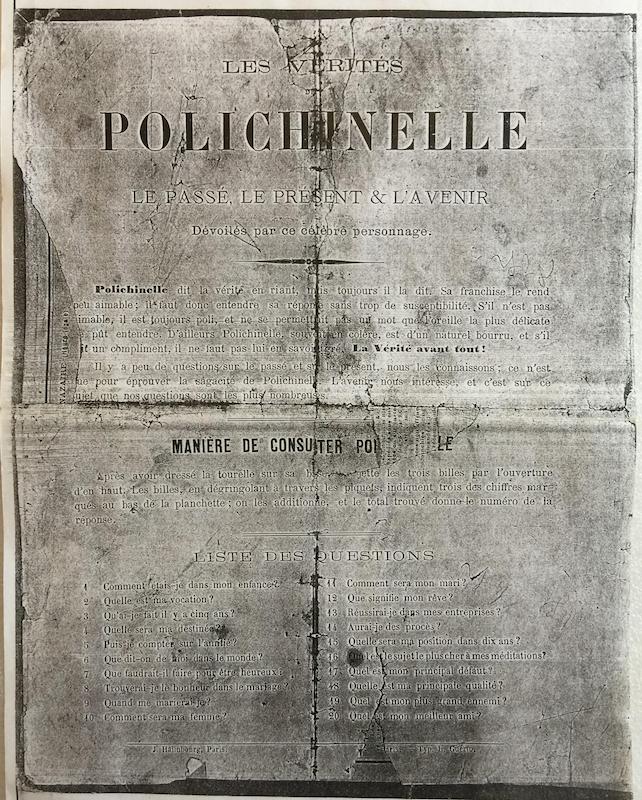 LES VÉRITÉS
POLICHINELLE
LE PASSÉ, LE PRÉSENT & L'AVENIR
Dévoilés par ce célèbre personnage.
Polichinelle dit la vérité en riant, mais toujours il la dit. Sa franchise le rend
peu aimable; il faut donc entendre sa réponse sans trop de susceptibilité. S'il n'est pas
aimable, il est toujours poli, et ne se permettrait pas un mot que l'oreille la plus délicate
pût entendre. D'ailleurs, Polichinelle, souvent en colère, est d'un naturel bourru, et s'il
fait un compliment, il ne faut pas lui en savoir gré. La Vérité avant tout!
Il y a peu de questions sur le passé et sur le présent, nous les connaissons; ce n'est
que pour éprouver la sagacité de Polichinelle. L'avenir nous intéresse, et c'est sur ce
sujet que nos questions sont les plus nombreuses.
MANIÈRE DE CONSULTER POLICHINELLE
Après avoir dressé la tourelle sur sa les trois billes par l'ouverture
d'en haut. Les billes, en dégringolant à travers les piquets, indiquent trois des chiffres mar-
qués au bas de la planchette; on les additionne, et le total trouvé donne le numéro de la
réponse.
LISTE DES QUESTIONS
1 Comment étais-je dans mon enfance?
2 Quelle est ma vocation?
3 Qu'ai-je fait il y a cinq ans?
4 Quelle sera ma destinée?
5 Puis-je compter sur l'amitié?
6 Que dit-on de moi dans le monde?
7 Que faudrait-il faire pour être heureux?
8 Trouverai-je le bonheur dans le mariage?
9 Quand me marierai-je?
10 Comment sera ma femme?
11 Comment sera mon mari?
12 Que signifie mon rêve?
13 Réussirai-je dans mes entreprises?
14 Aurai-je des procès?
15 Quelle sera ma position dans dix ans?
16 Quel est le sujet le plus cher à mes méditations?
17 Quel est mon principal défaut?
18 Quelle est ma principale qualité?
19 Quel est mon plus grand ennemi?
20 Quel est mon meilleur ami?
Paris.